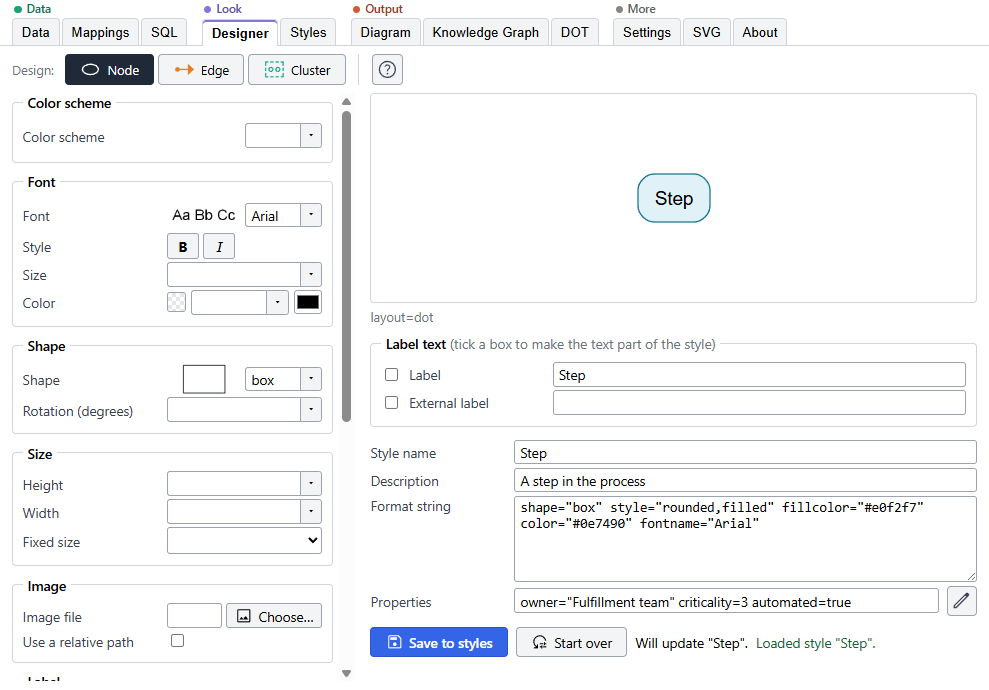 Data
Look
Output
More
Data
Mappings
SQL
Designer
Styles
Diagram
Knowledge Graph
DOT
Settings
SVG
About
Design:
Node
Edge
Cluster
Color scheme
Color scheme
Font
Font
Aa Bb Cc
Arial
Style
B
I
Size
Color
Shape
Shape
box
Rotation (degrees)
Size
Height
Width
Fixed size
Image
Image file
Choose...
Use a relative path
Label
Step
layout=dot
Label text (tick a box to make the text part of the style)
Label
Step
External label
Style name
Step
Description
A step in the process
Format string
shape="box" style="rounded,filled" fillcolor="#e0f2f7"
color="#0e7490" fontname="Arial"
Properties
owner="Fulfillment team" criticality=3 automated=true
Save to styles
Start over
Will update "Step".
Loaded style "Step".